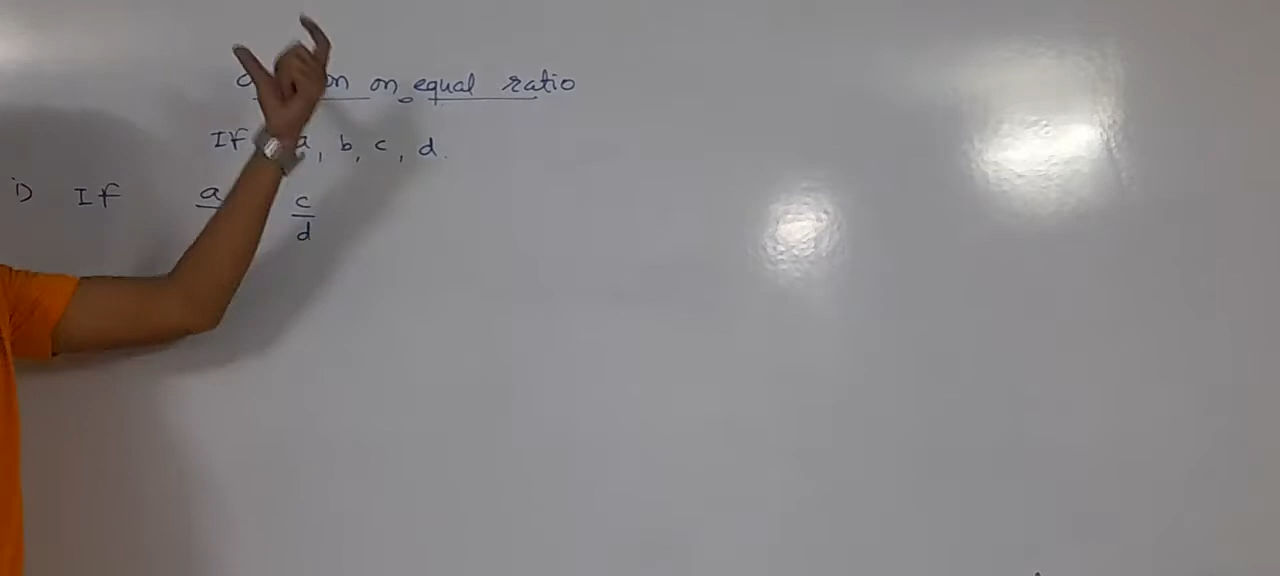 on equal ratio
If a, b, c, d.
i) If a c
d